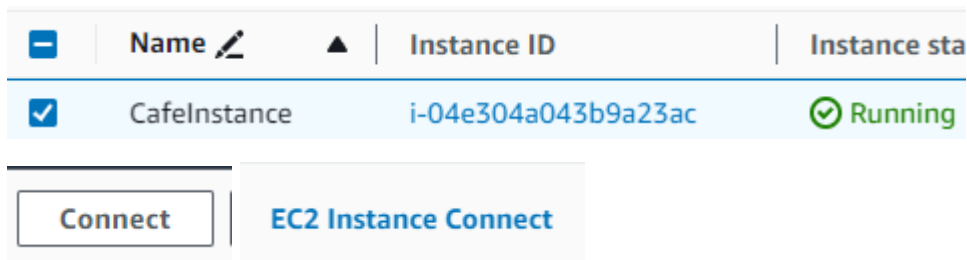 Name Instance ID Instance sta
CafeInstance i-04e304a043b9a23ac Running
Connect EC2 Instance Connect